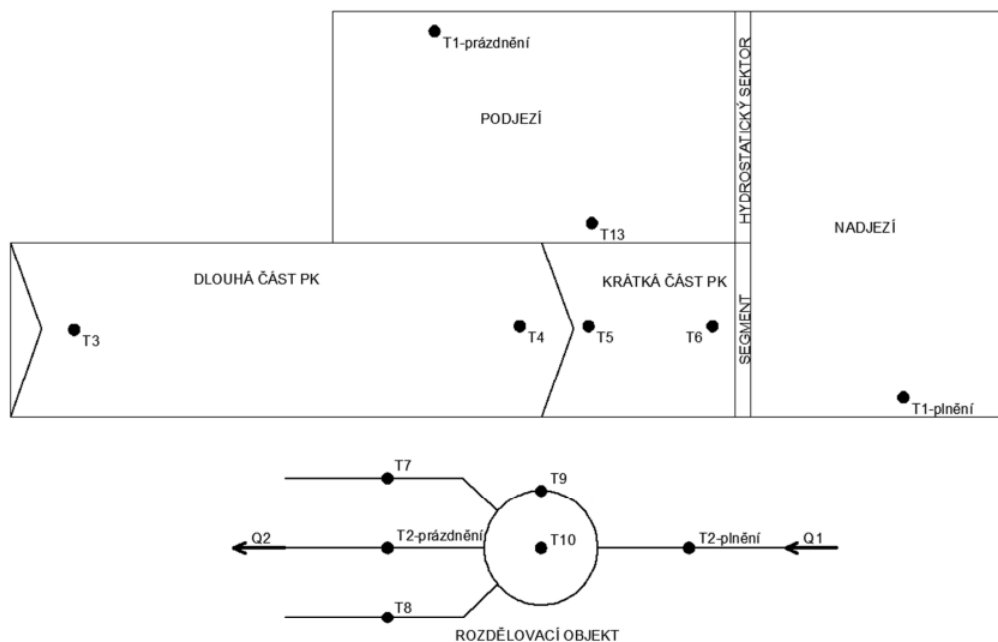 T1-prázdnění
PODJEZÍ
HYDROSTATICKÝ SEKTOR
NADJEZÍ
T13
DLOUHÁ ČÁST PK
KRÁTKÁ ČÁST PK
SEGMENT
T3
T4
T5
T6
T1-plnění
T7
T9
Q2
T2-prázdnění
T10
T2-plnění
Q1
T8
ROZDĚLOVACÍ OBJEKT